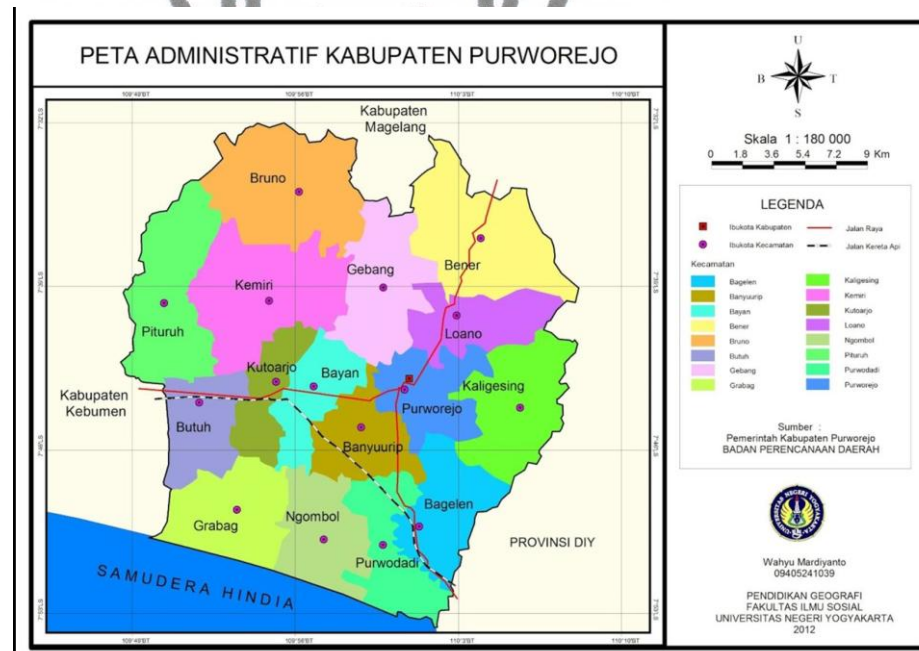 PETA ADMINISTRATIF KABUPATEN PURWOREJO
Kabupaten
Magelang
Bruno
Gebang
Bener
Kemiri
Pituruh
Loano
Kutoarjo
Bayan
Kaligesing
Kabupaten
Kebumen
Purworejo
Butuh
Banyuurip
Bagelen
Grabag
Ngombol
Purwodadi
PROVINSI DIY
SAMUDERA HINDIA
U
B T
S
Skala 1 : 180 000
0 1.8 3.6 5.4 7.2 9 Km
LEGENDA
Ibukota Kabupaten Jalan Raya
Ibukota Kecamatan Jalan Kereta Api
Kecamatan
Bagelen Kaligesing
Banyuurip Kemiri
Bayan Kutoarjo
Bener Loano
Bruno Ngombol
Butuh Pituruh
Gebang Purwodadi
Grabag Purworejo
Sumber :
Pemerintah Kabupaten Purworejo
BADAN PERENCANAAN DAERAH
Wahyu Mardiyanto
09405241039
PENDIDIKAN GEOGRAFI
FAKULTAS ILMU SOSIAL
UNIVERSITAS NEGERI YOGYAKARTA
2012